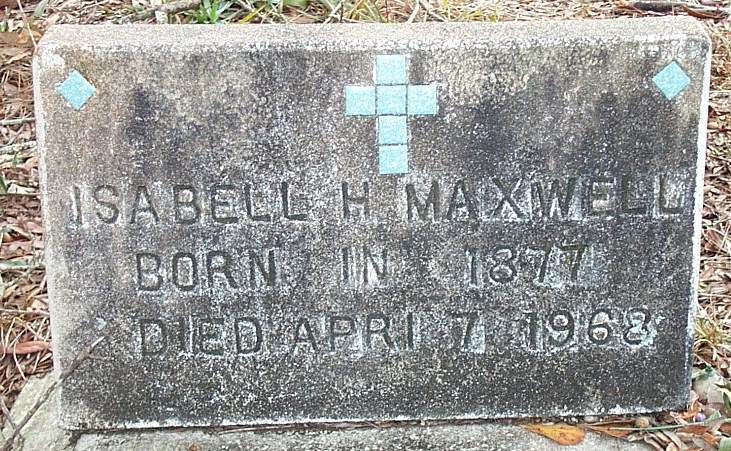 ISABELL H MAXWELL
BORN IN 1877
DIED APRI 7 1968